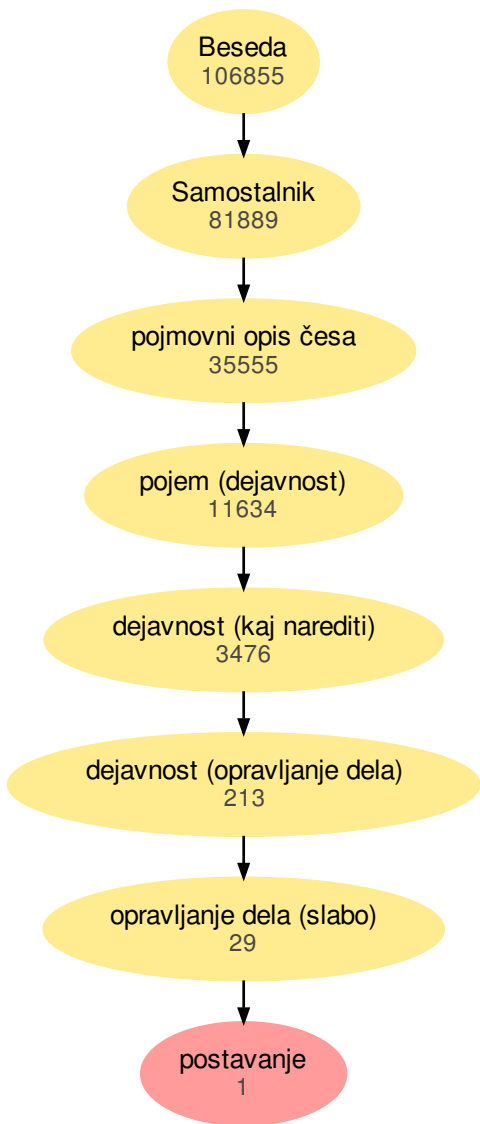 Beseda
106855
Samostalnik
81889
pojmovni opis česa
35555
pojem (dejavnost)
11634
dejavnost (kaj narediti)
3476
dejavnost (opravljanje dela)
213
opravljanje dela (slabo)
29
postavanje
1